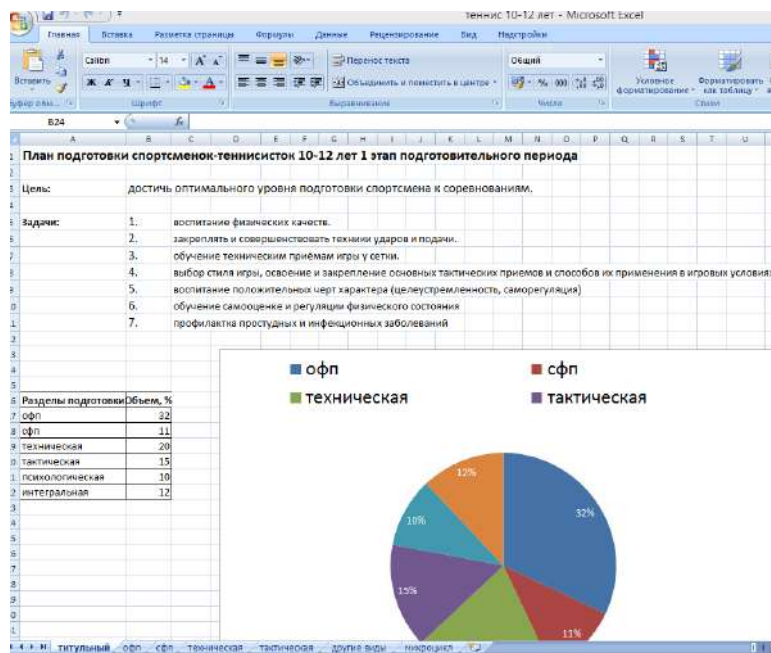 теннис 10-12 лет - Microsoft Excel
Главная Вставка Разметка страницы Формулы Данные Рецензирование Вид Надстройки
Calibri 14
Перенос текста
Общий
Вставить
Ж К Ч
Объединить и поместить в центре
% 000
Условное форматирование
Форматировать как таблицу
Шрифт Выравнивание Число Стили
B24 fx
A B C D E F G H I J K L M N O P Q R S T U
План подготовки спортсменок-теннисисток 10-12 лет 1 этап подготовительного периода
Цель: достичь оптимального уровня подготовки спортсмена к соревнованиям.
Задачи: 1. воспитание физических качеств.
2. закреплять и совершенствовать техники ударов и подачи.
3. обучение техническим приёмам игры у сетки.
4. выбор стиля игры, освоение и закрепление основных тактических приемов и способов их применения в игровых условия
5. воспитание положительных черт характера (целеустремленность, саморегуляция)
6. обучение самооценке и регуляции физического состояния
7. профилактка простудных и инфекционных заболеваний
офп сфп
техническая тактическая
Разделы подготовки Объем, %
офп 32
сфп 11
техническая 20
тактическая 15
психологическая 10
интегральная 12
12%
32%
10%
15%
11%
титульный офп сфп техническая тактическая другие виды микроцикл